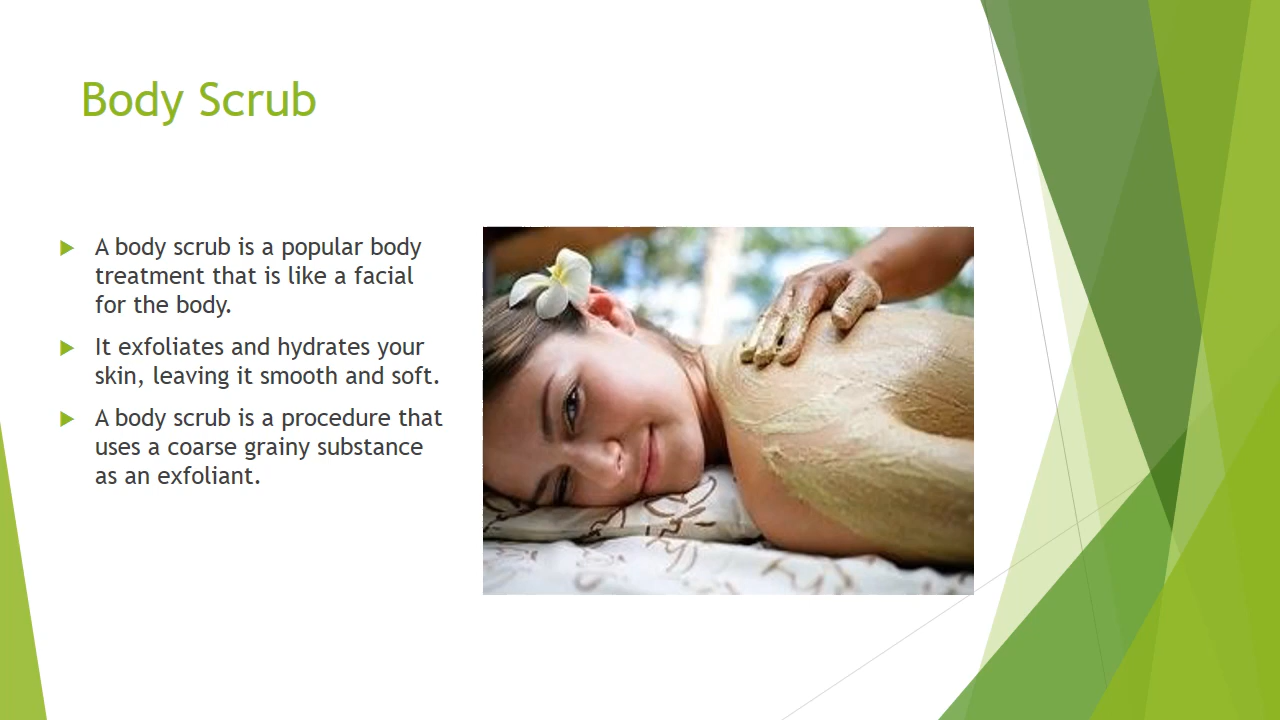 Body Scrub
A body scrub is a popular body
treatment that is like a facial
for the body.
It exfoliates and hydrates your
skin, leaving it smooth and soft.
A body scrub is a procedure that
uses a coarse grainy substance
as an exfoliant.